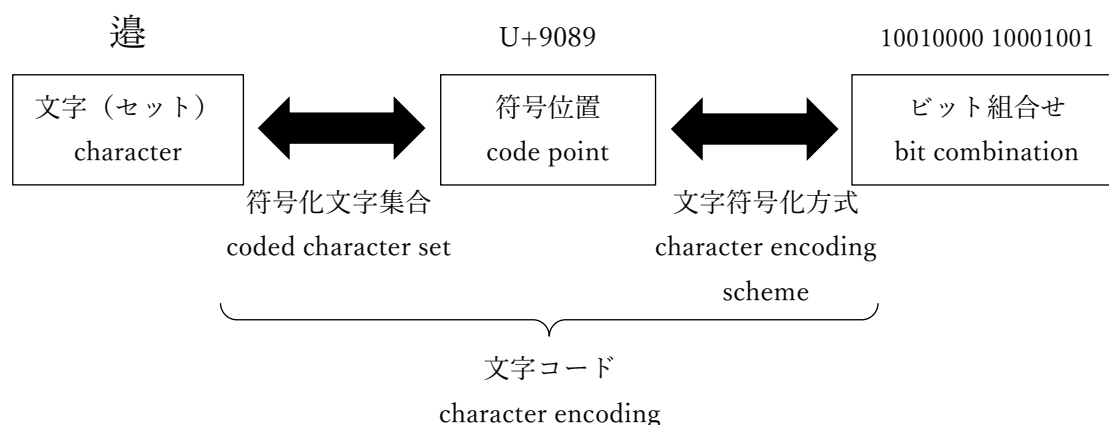 邉 U+9089 10010000 10001001
文字（セット） 符号位置 ビット組合せ
character code point bit combination
符号化文字集合 文字符号化方式
coded character set character encoding
scheme
文字コード
character encoding